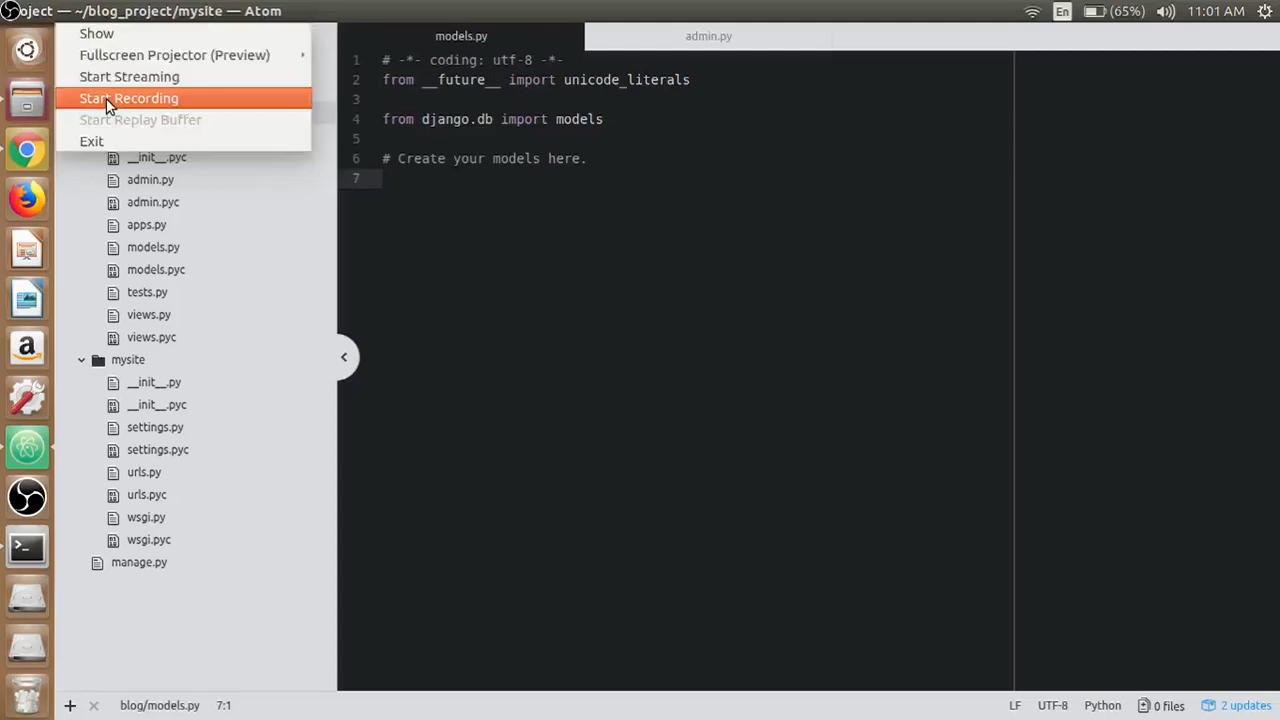 oject — ~/blog_project/mysite — Atom
En (65%) 11:01 AM
Show
Fullscreen Projector (Preview)
Start Streaming
Start Recording
Start Replay Buffer
Exit
__init__.pyc
admin.py
admin.pyc
apps.py
models.py
models.pyc
tests.py
views.py
views.pyc
mysite
__init__.py
__init__.pyc
settings.py
settings.pyc
urls.py
urls.pyc
wsgi.py
wsgi.pyc
manage.py
models.py admin.py
1 # -*- coding: utf-8 -*-
2 from __future__ import unicode_literals
3
4 from django.db import models
5
6 # Create your models here.
7
blog/models.py 7:1 LF UTF-8 Python 0 files 2 updates